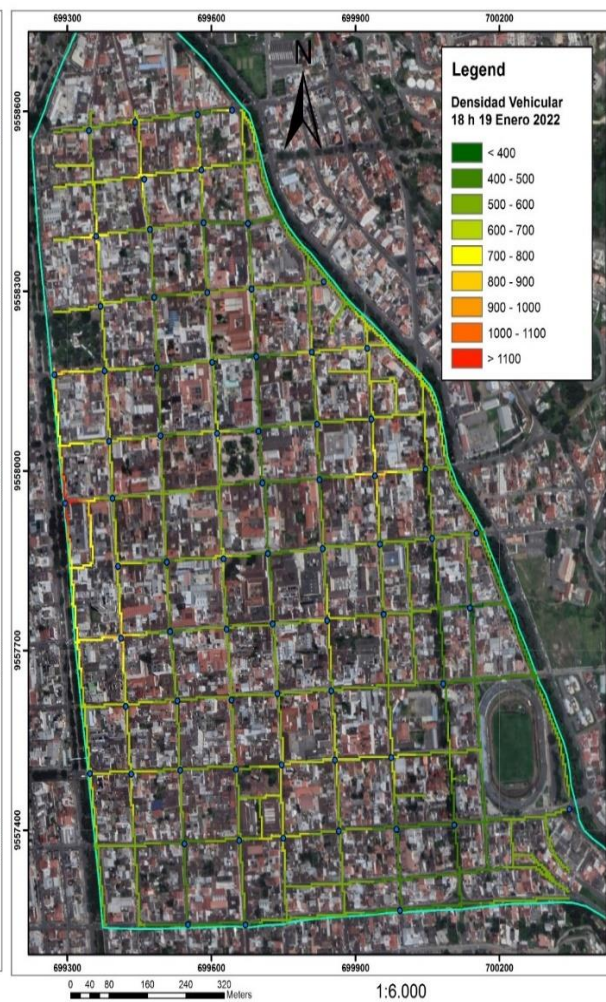 699300 699600 699900 700200
N
Legend
Densidad Vehicular
18 h 19 Enero 2022
< 400
400 - 500
500 - 600
600 - 700
700 - 800
800 - 900
900 - 1000
1000 - 1100
> 1100
9558600
9558300
9558000
9557700
9557400
699300 699600 699900 700200
0 40 80 160 240 320
Meters
1:6.000